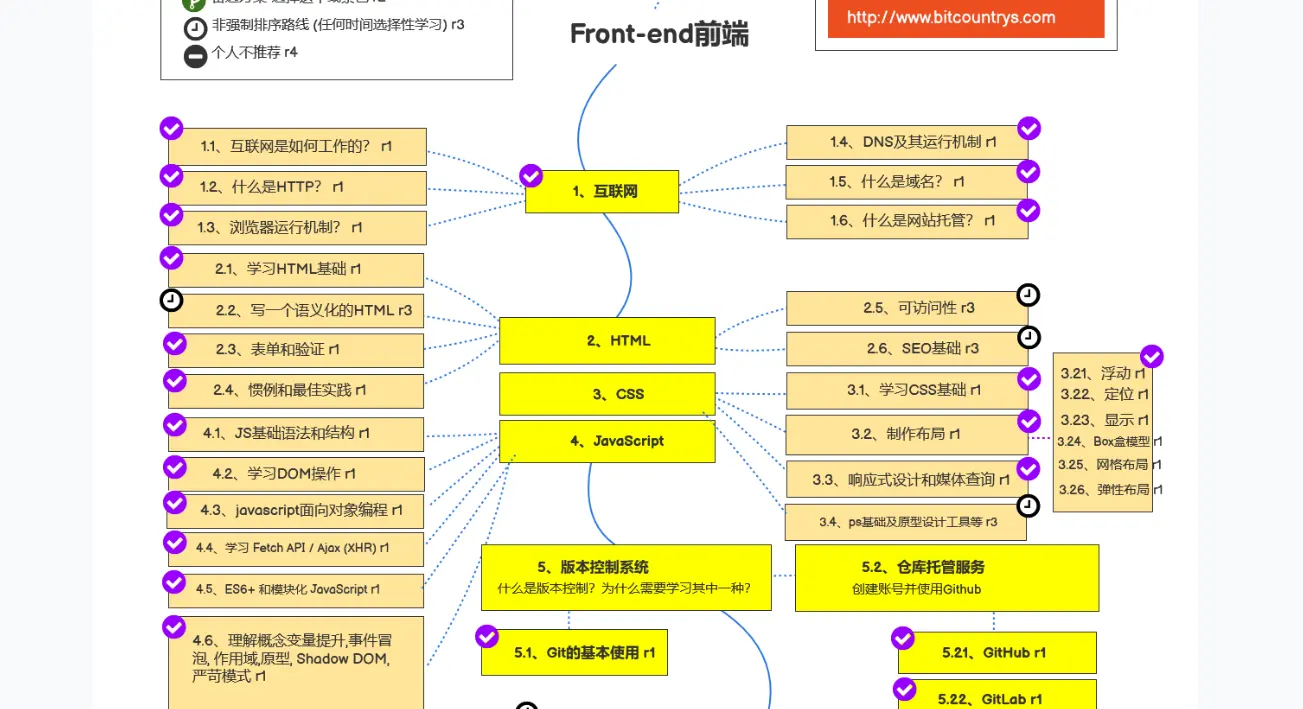 非强制排序路线 (任何时间选择性学习) r3
个人不推荐 r4
Front-end前端
http://www.bitcountrys.com
1.1、互联网是如何工作的? r1
1.2、什么是HTTP? r1
1.3、浏览器运行机制? r1
1、互联网
1.4、DNS及其运行机制 r1
1.5、什么是域名? r1
1.6、什么是网站托管? r1
2.1、学习HTML基础 r1
2.2、写一个语义化的HTML r3
2.3、表单和验证 r1
2.4、惯例和最佳实践 r1
2、HTML
2.5、可访问性 r3
2.6、SEO基础 r3
3、CSS
3.1、学习CSS基础 r1
3.2、制作布局 r1
3.3、响应式设计和媒体查询 r1
3.4、ps基础及原型设计工具等 r3
3.21、浮动 r1
3.22、定位 r1
3.23、显示 r1
3.24、Box盒模型 r1
3.25、网格布局 r1
3.26、弹性布局 r1
4、JavaScript
4.1、JS基础语法和结构 r1
4.2、学习DOM操作 r1
4.3、javascript面向对象编程 r1
4.4、学习 Fetch API / Ajax (XHR) r1
4.5、ES6+ 和模块化 JavaScript r1
4.6、理解概念变量提升,事件冒
泡, 作用域,原型, Shadow DOM,
严苛模式 r1
5、版本控制系统
什么是版本控制? 为什么需要学习其中一种?
5.1、Git的基本使用 r1
5.2、仓库托管服务
创建账号并使用Github
5.21、GitHub r1
5.22、GitLab r1